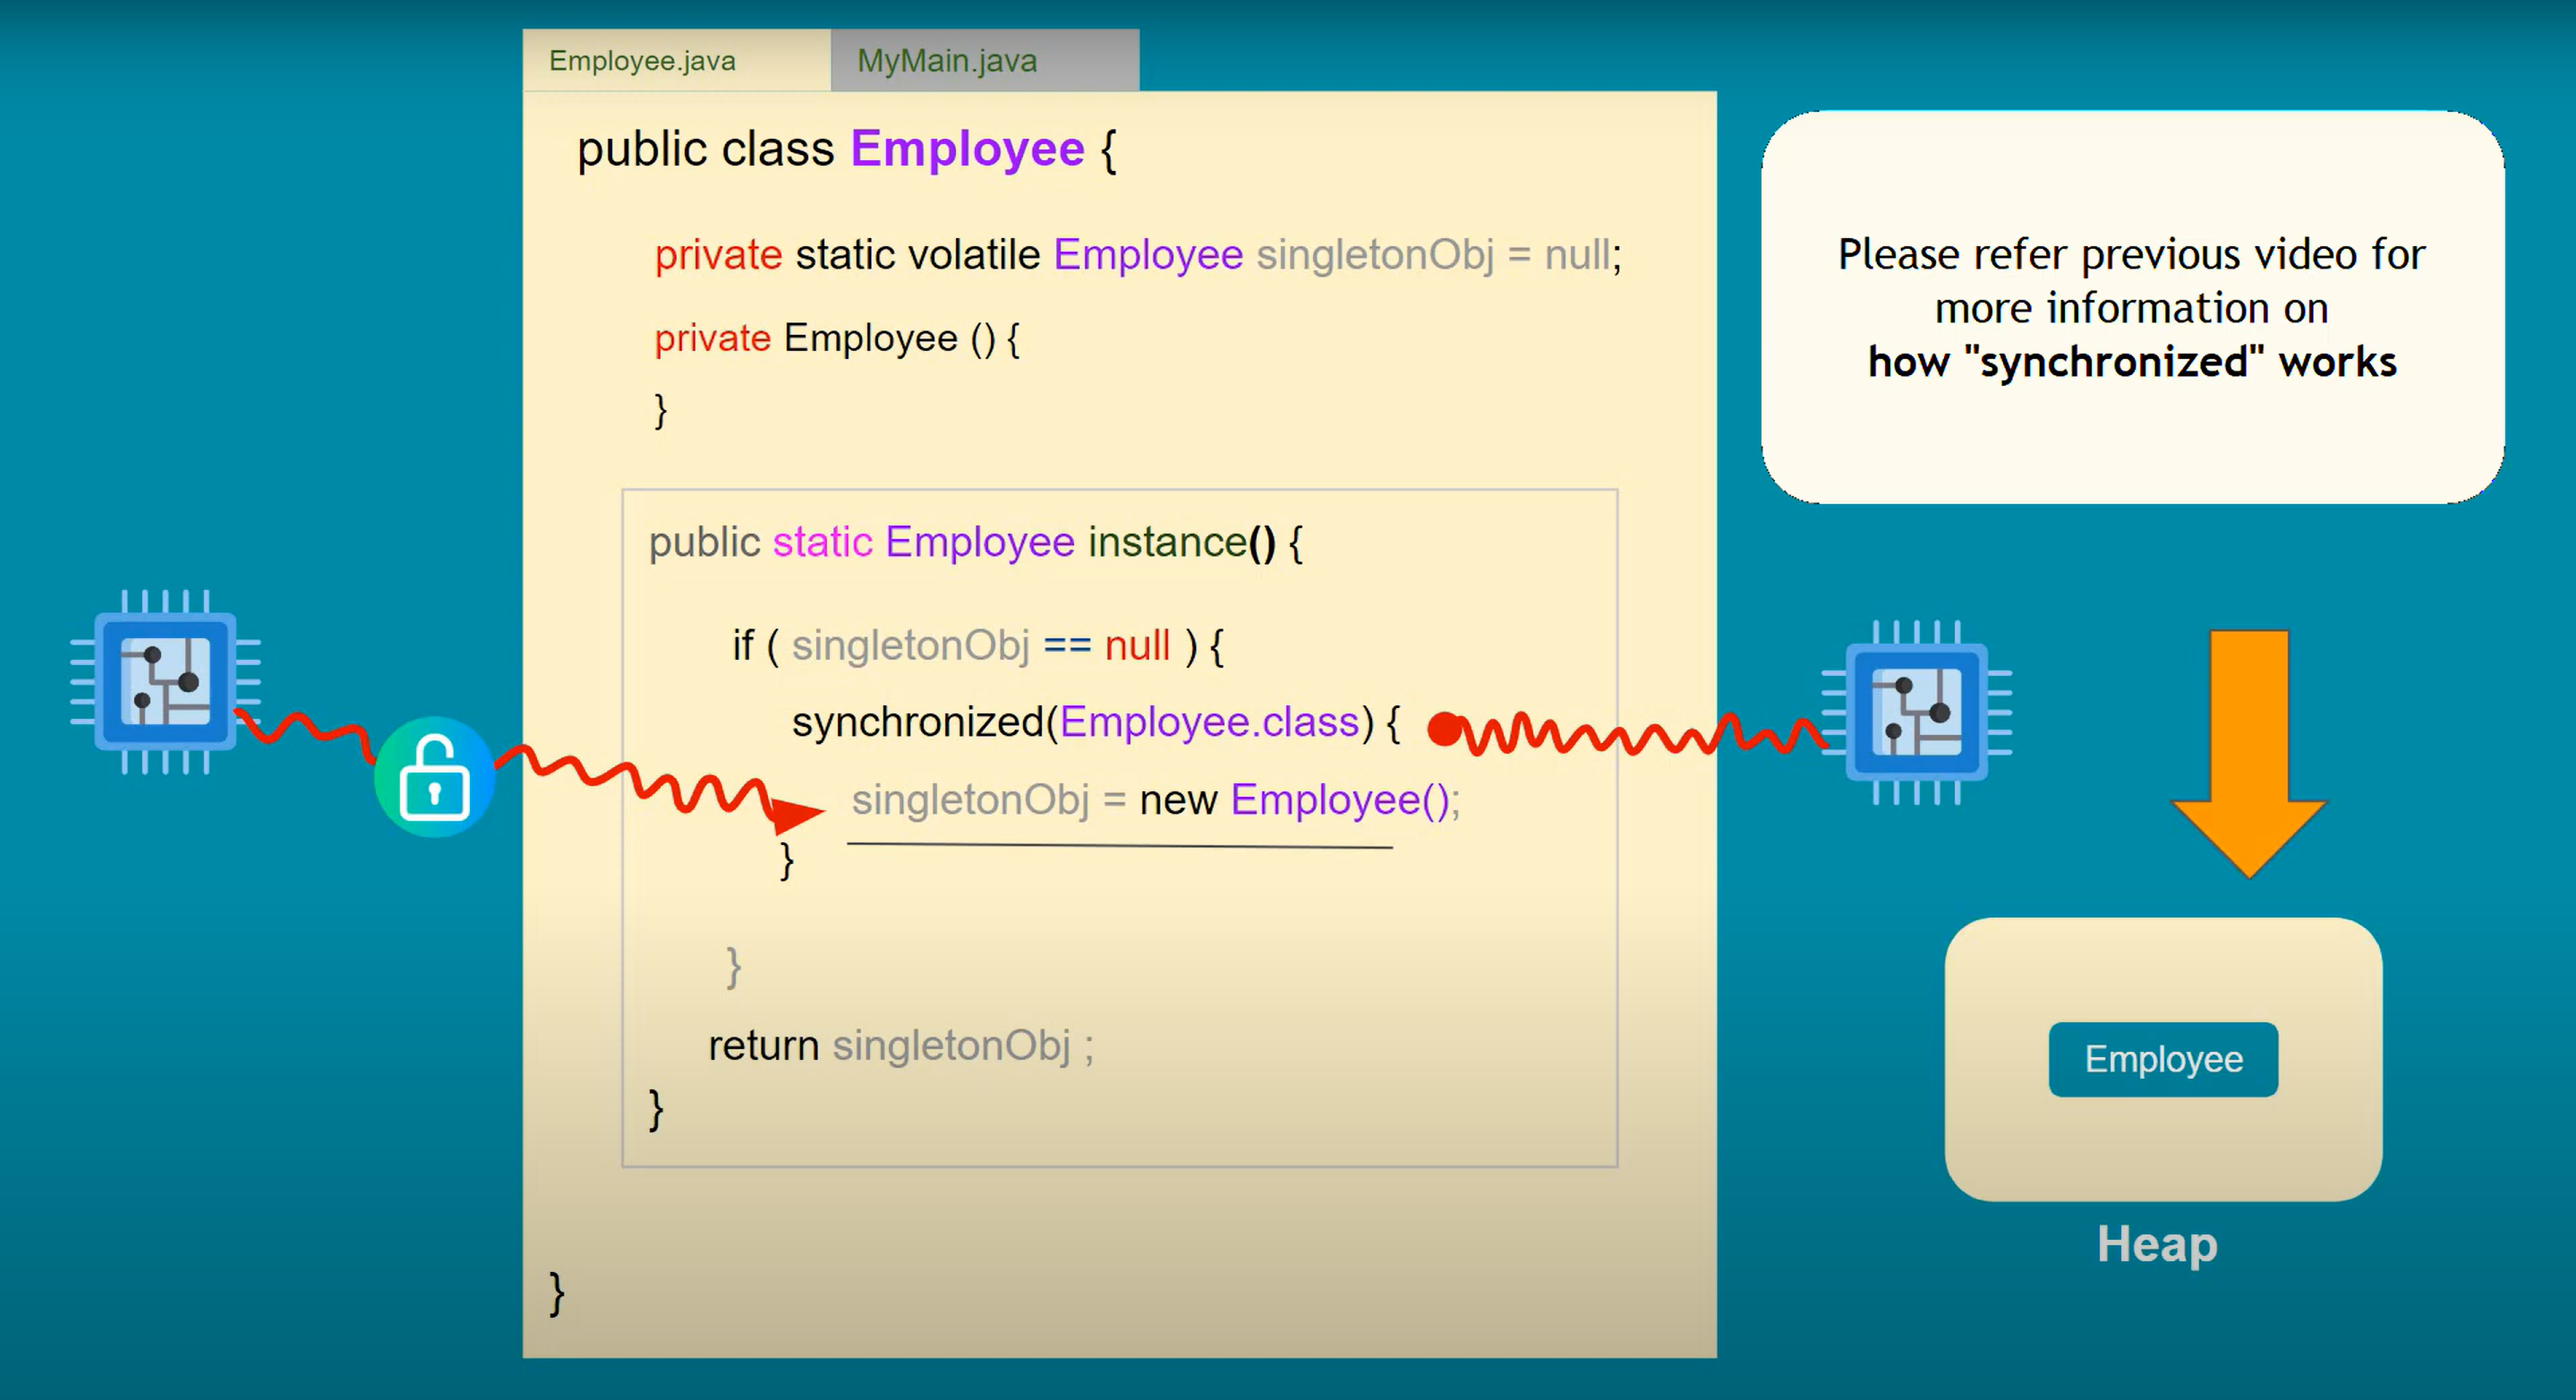 Employee.java
MyMain.java
public class Employee {
private static volatile Employee singletonObj = null;
private Employee () {
}
public static Employee instance() {
if ( singletonObj == null ) {
synchronized(Employee.class) {
singletonObj = new Employee();
}
}
return singletonObj ;
}
}
Please refer previous video for
more information on
how "synchronized" works
Employee
Heap